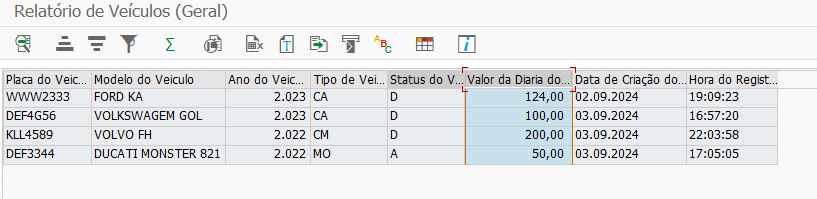 Relatório de Veículos (Geral)
Placa do Veic... Modelo do Veiculo Ano do Veic... Tipo de Vei... Status do V... Valor da Diaria do... Data de Criação do... Hora do Regist...
WWW2333 FORD KA 2.023 CA D 124,00 02.09.2024 19:09:23
DEF4G56 VOLKSWAGEM GOL 2.023 CA D 100,00 03.09.2024 16:57:20
KLL4589 VOLVO FH 2.022 CM D 200,00 03.09.2024 22:03:58
DEF3344 DUCATI MONSTER 821 2.022 MO A 50,00 03.09.2024 17:05:05